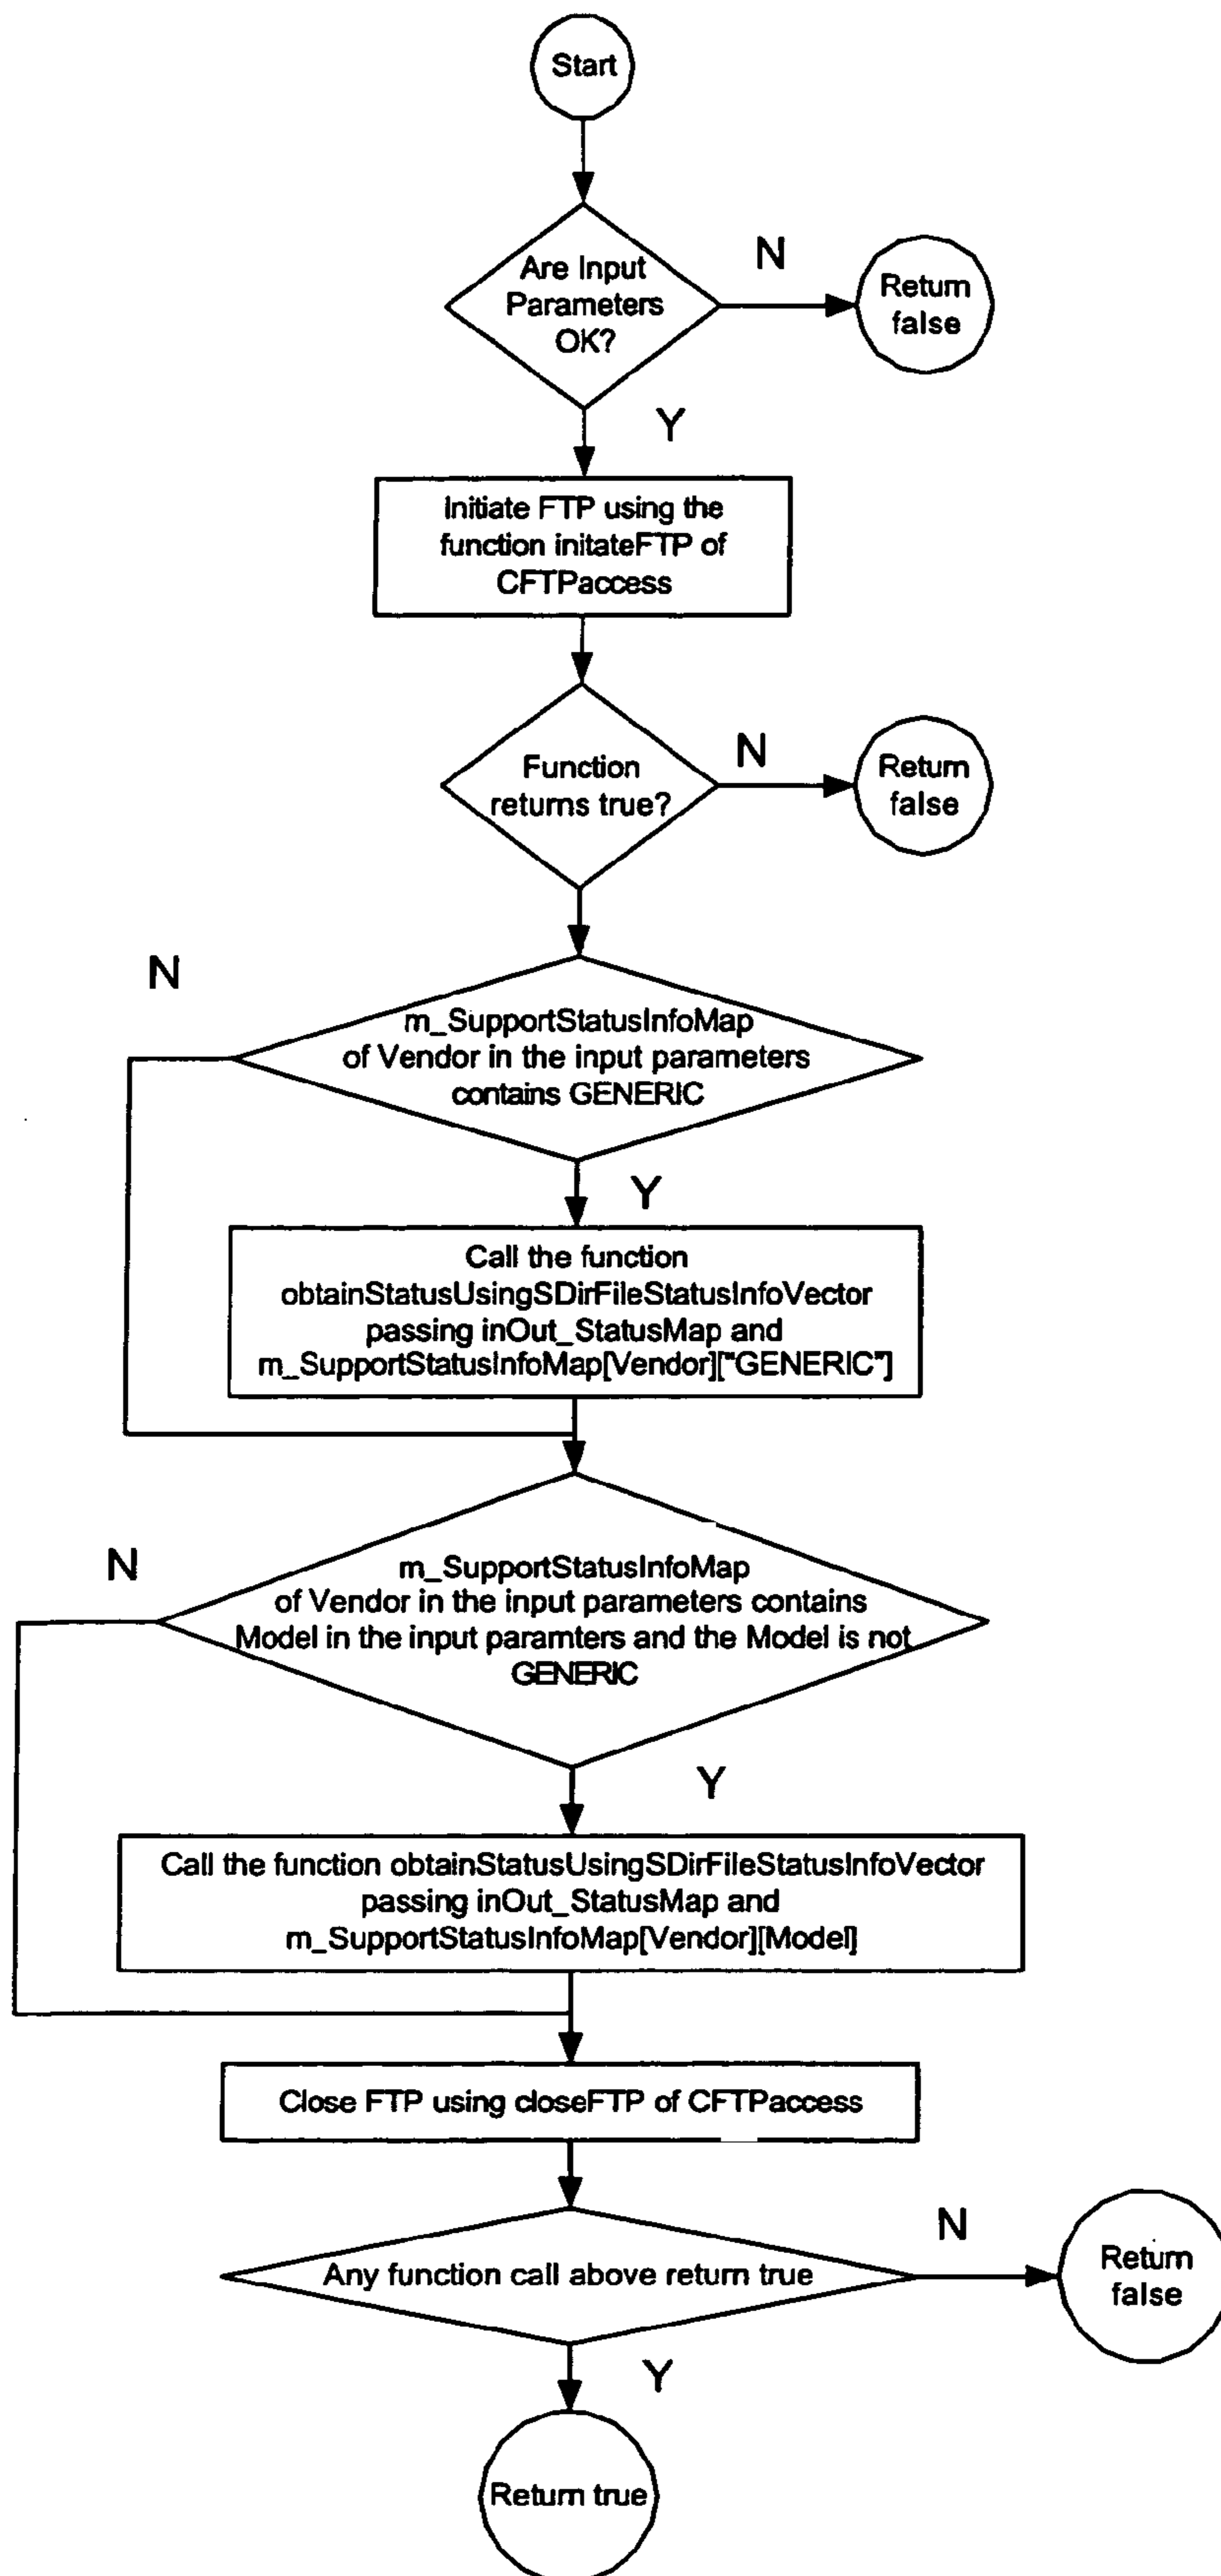 Start
Are Input
Parameters
OK?
N
Return
false
Y
Initiate FTP using the
function initateFTP of
CFTPaccess
Function
returns true?
N
Return
false
N
m_SupportStatusInfoMap
of Vendor in the input parameters
contains GENERIC
Y
Call the function
obtainStatusUsingSDirFileStatusInfoVector
passing inOut_StatusMap and
m_SupportStatusInfoMap[Vendor]["GENERIC"]
N
m_SupportStatusInfoMap
of Vendor in the input parameters contains
Model in the input paramters and the Model is not
GENERIC
Y
Call the function obtainStatusUsingSDirFileStatusInfoVector
passing inOut_StatusMap and
m_SupportStatusInfoMap[Vendor][Model]
Close FTP using closeFTP of CFTPaccess
Any function call above return true
N
Return
false
Y
Return true